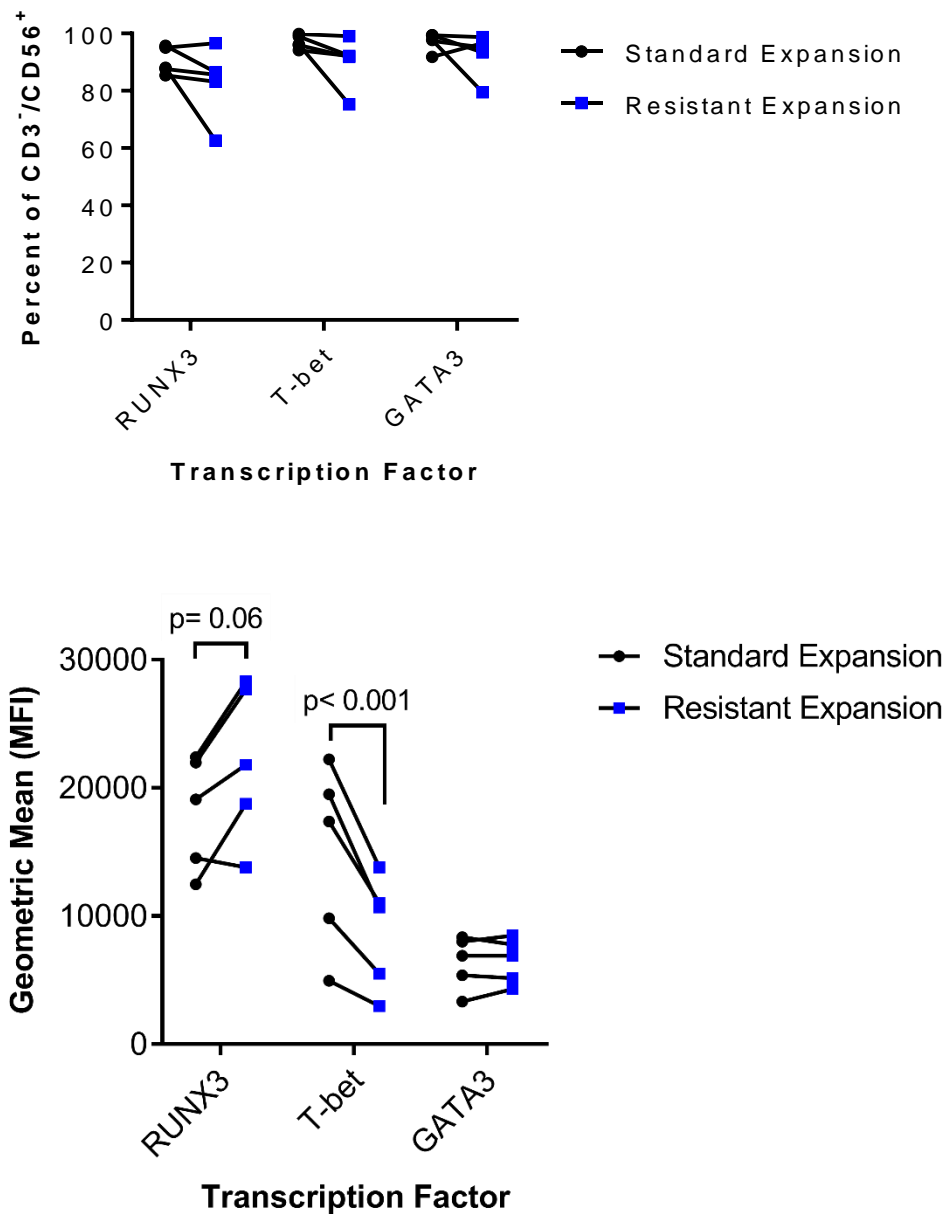 Percent of CD3⁻/CD56⁺
100
80
60
40
20
0
RUNX3
T-bet
GATA3
Transcription Factor
Standard Expansion
Resistant Expansion
Geometric Mean (MFI)
30000
20000
10000
0
p= 0.06
p< 0.001
RUNX3
T-bet
GATA3
Transcription Factor
Standard Expansion
Resistant Expansion